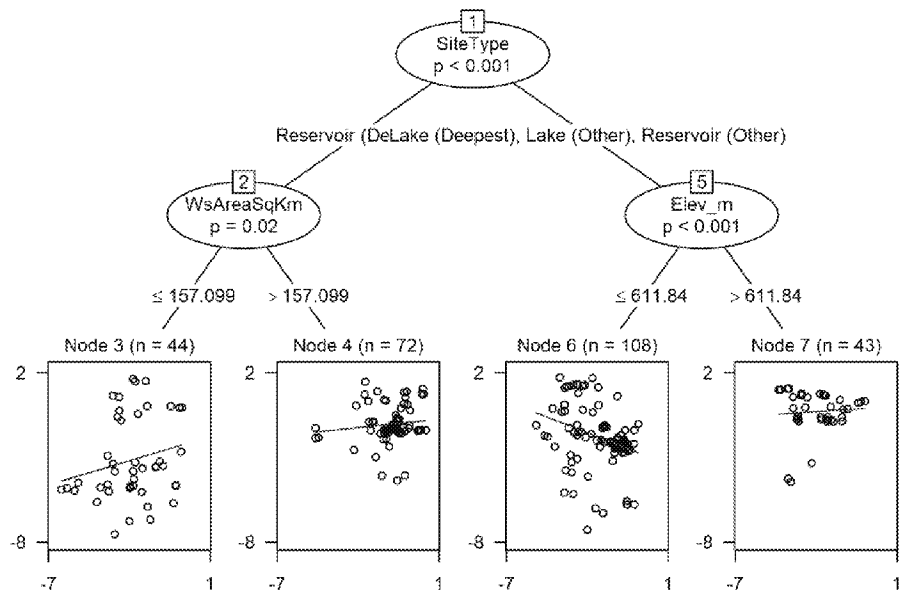 1
SiteType
p < 0.001
Reservoir (DeLake (Deepest), Lake (Other), Reservoir (Other)
2
WsAreaSqKm
p = 0.02
5
Elev_m
p < 0.001
≤ 157.099
> 157.099
≤ 611.84
> 611.84
Node 3 (n = 44)
Node 4 (n = 72)
Node 6 (n = 108)
Node 7 (n = 43)
2
2
2
2
-8
-8
-8
-8
-7
1
-7
1
-7
1
-7
1